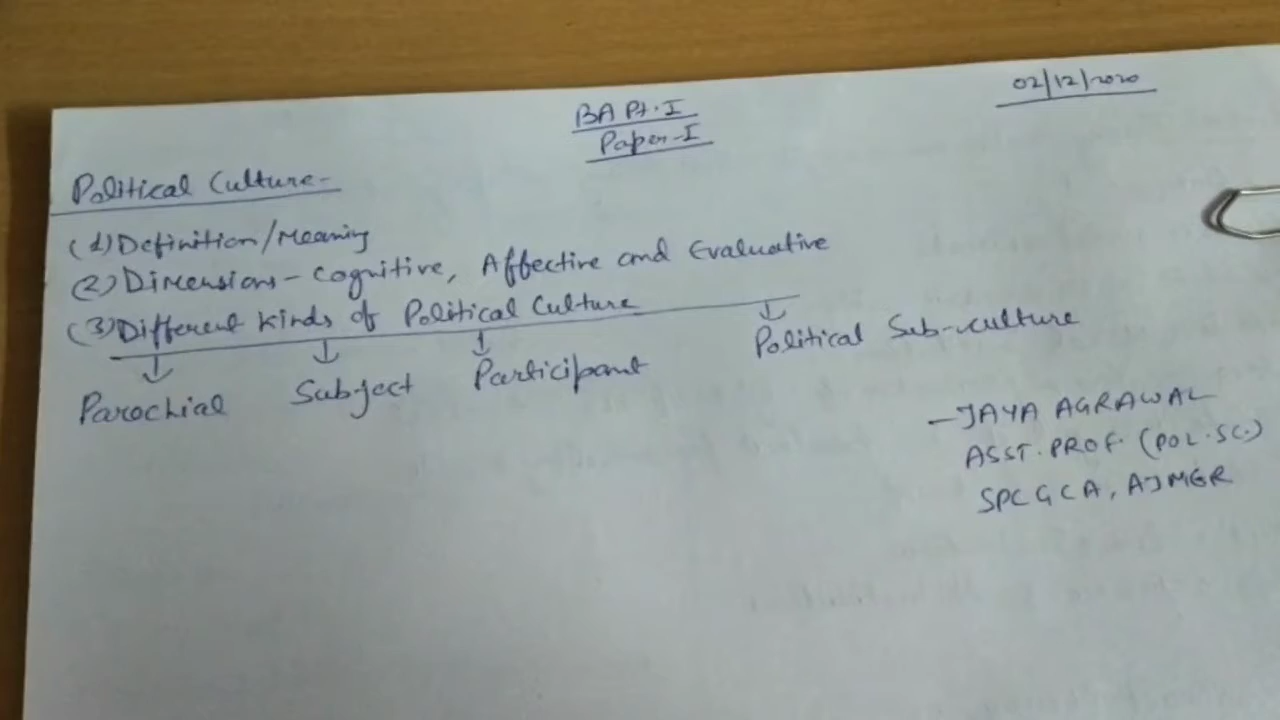 02/12/2020
BA Pt.I
Paper-I
Political Culture-
(1) Definition/Meaning
(2) Dimensions - Cognitive, Affective and Evaluative
(3) Different kinds of Political Culture
Parochial Subject Participant Political Sub-culture
-JAYA AGRAWAL
ASST. PROF. (POL.SC.)
SPCGCA, AJMER